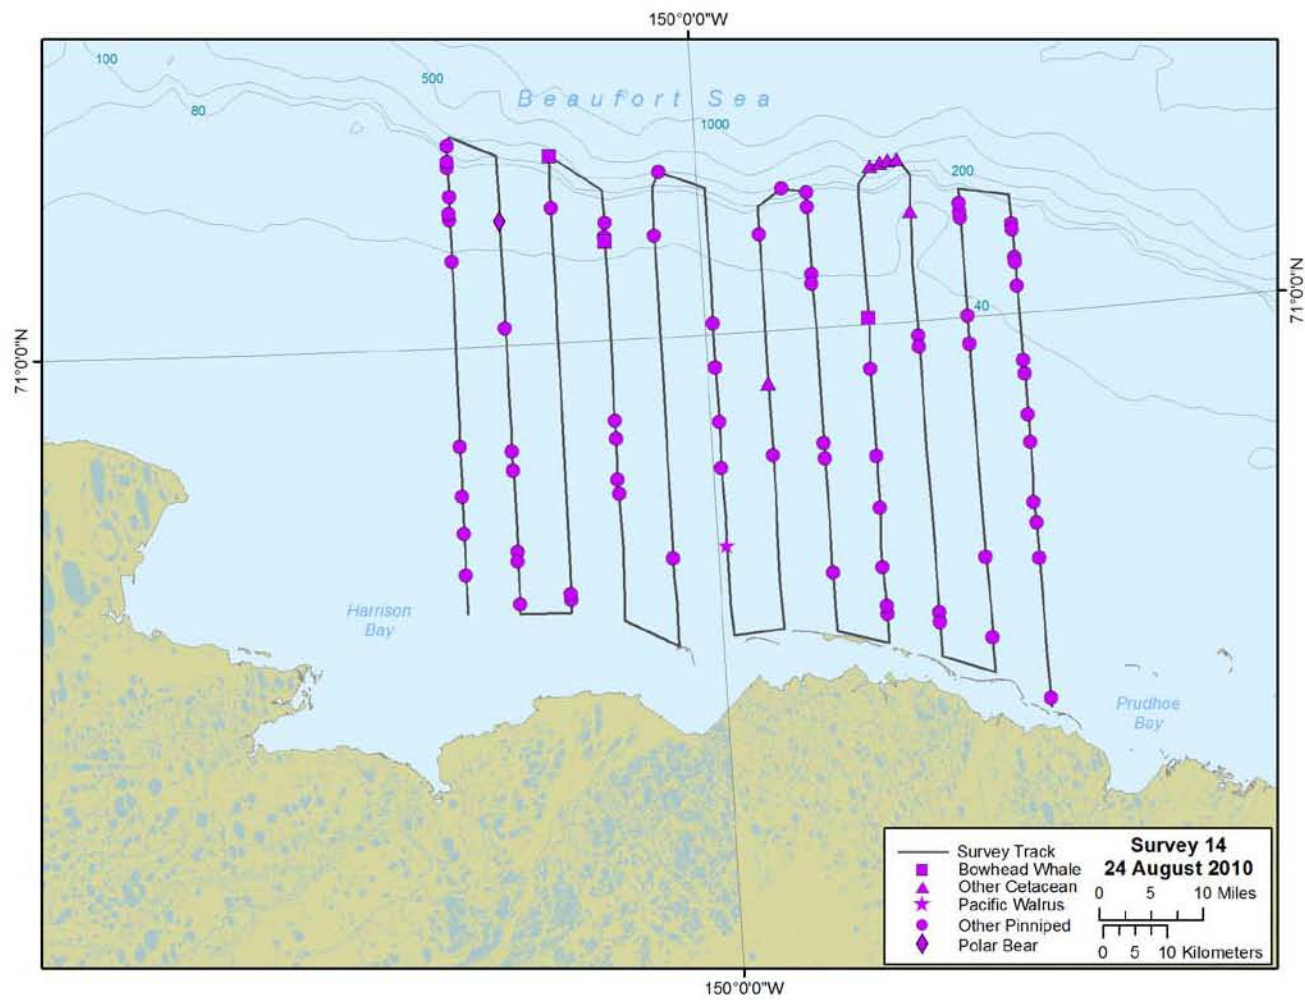 150°0'0"W
100
500
Beaufort Sea
80
1000
200
71°0'0"N
40
71°0'0"N
Harrison
Bay
Prudhoe
Bay
Survey Track
Bowhead Whale
Other Cetacean
Pacific Walrus
Other Pinniped
Polar Bear
Survey 14
24 August 2010
0 5 10 Miles
0 5 10 Kilometers
150°0'0"W